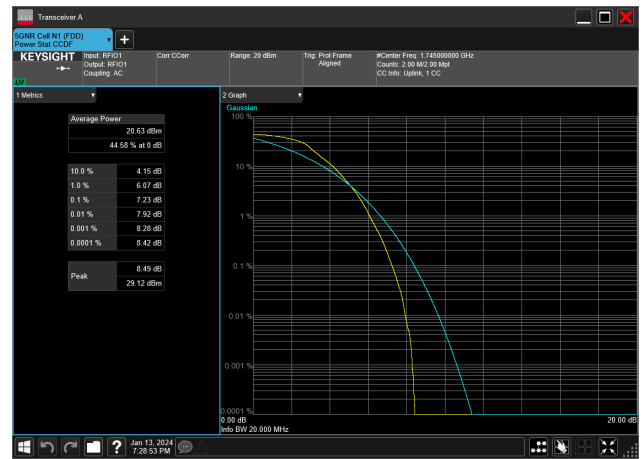 Transceiver A
5GNR Cell N1 (FDD)
Power Stat CCDF
KEYSIGHT
Input: RFIO1
Output: RFIO1
Coupling: AC
Corr CCorr
Range: 20 dBm
Trig: Prot Frame
Aligned
#Center Freq: 1.745000000 GHz
Counts: 2.00 M/2.00 Mpt
CC Info: Uplink, 1 CC
1 Metrics
Average Power
20.63 dBm
44.58 % at 0 dB
10.0 % 4.15 dB
1.0 % 6.07 dB
0.1 % 7.23 dB
0.01 % 7.92 dB
0.001 % 8.28 dB
0.0001 % 8.42 dB
Peak 8.49 dB
29.12 dBm
2 Graph
Gaussian
100 %
10 %
1 %
0.1 %
0.01 %
0.001 %
0.0001 %
0.00 dB 20.00 dB
Info BW 20.000 MHz
?
Jan 13, 2024
7:28:53 PM